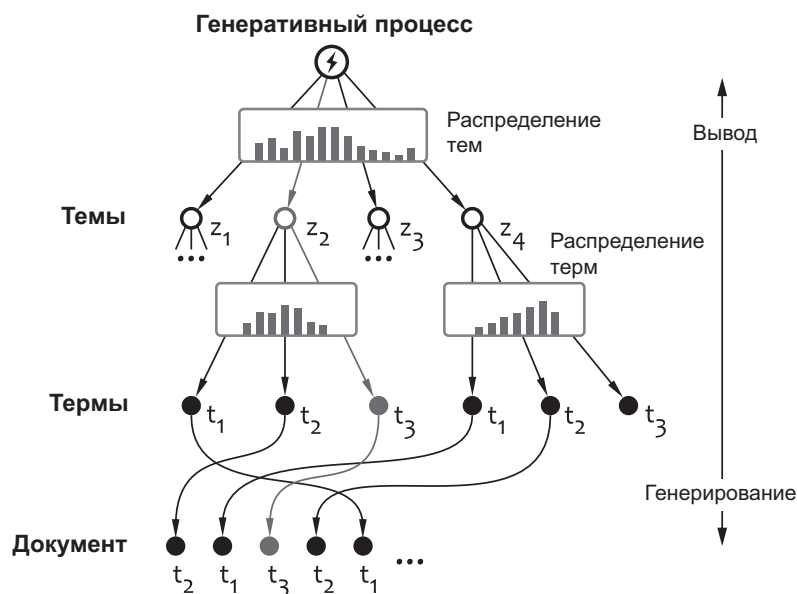 Генеративный процесс
Распределение
тем
Вывод
Темы
z1
z2
z3
z4
Распределение
терм
...
...
Термы
t1
t2
t3
t1
t2
t3
Генерирование
Документ
...
t2
t1
t3
t2
t1